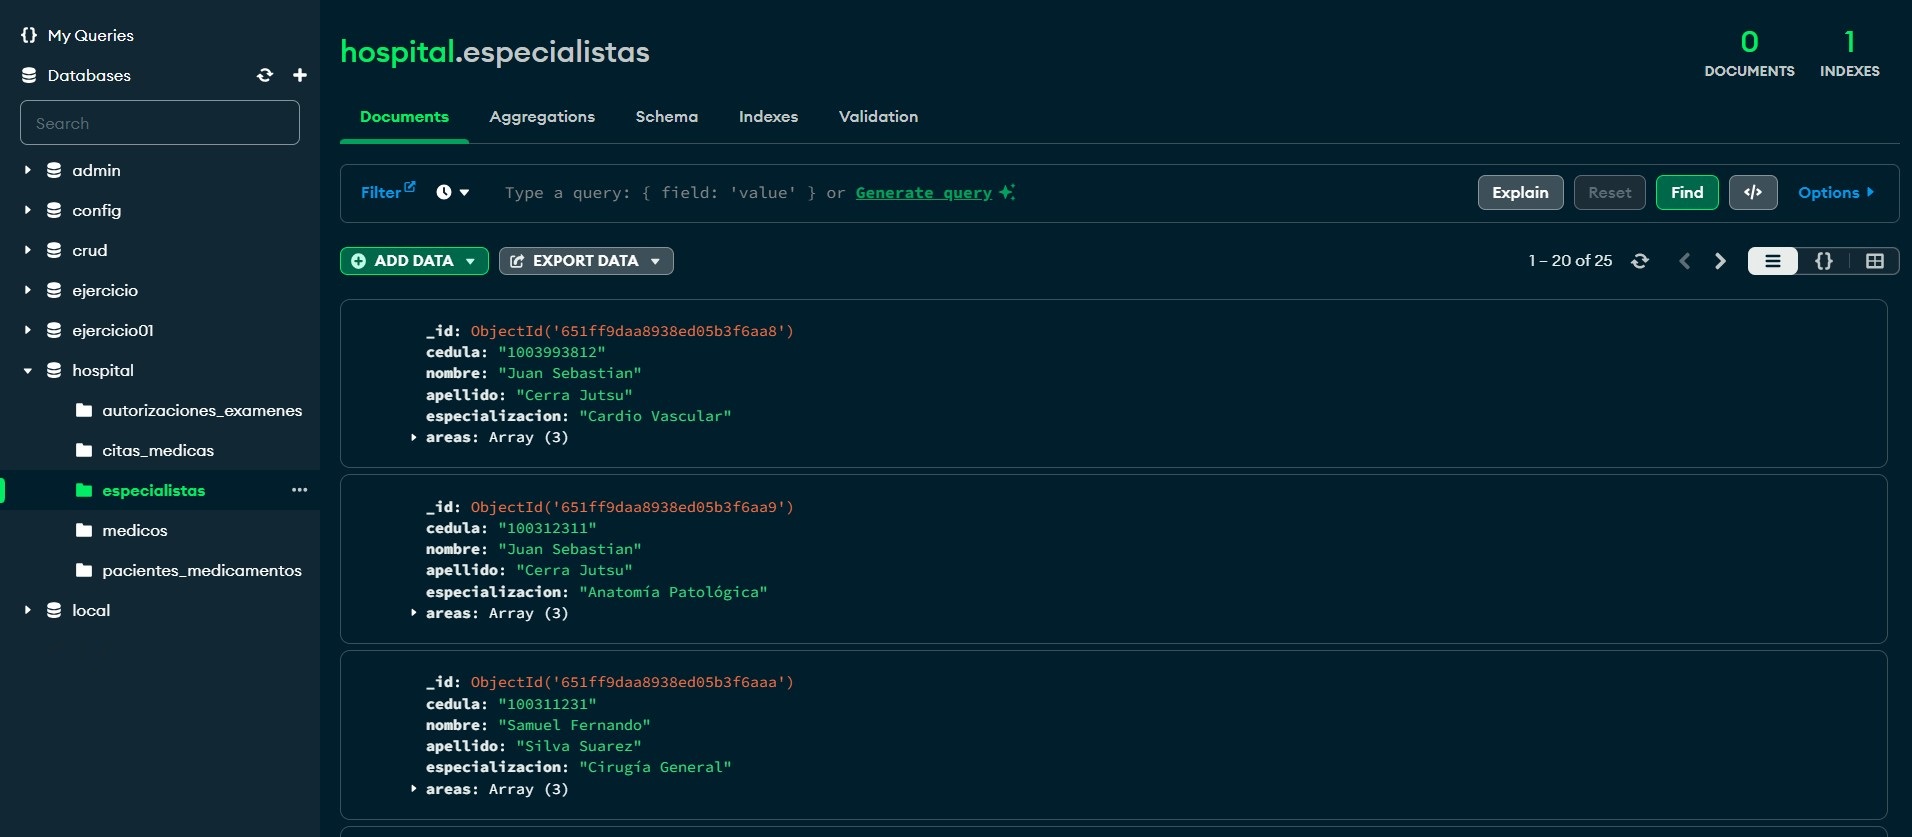 My Queries
Databases
Search
admin
config
crud
ejercicio
ejercicio01
hospital
autorizaciones_examenes
citas_medicas
especialistas
medicos
pacientes_medicamentos
local
hospital.especialistas
0 DOCUMENTS
1 INDEXES
Documents Aggregations Schema Indexes Validation
Filter Type a query: { field: 'value' } or Generate query Explain Reset Find </> Options
ADD DATA EXPORT DATA 1 – 20 of 25 {}
_id: ObjectId('651ff9daa8938ed05b3f6aa8')
cedula: "1003993812"
nombre: "Juan Sebastian"
apellido: "Cerra Jutsu"
especializacion: "Cardio Vascular"
areas: Array (3)
_id: ObjectId('651ff9daa8938ed05b3f6aa9')
cedula: "100312311"
nombre: "Juan Sebastian"
apellido: "Cerra Jutsu"
especializacion: "Anatomía Patológica"
areas: Array (3)
_id: ObjectId('651ff9daa8938ed05b3f6aaa')
cedula: "100311231"
nombre: "Samuel Fernando"
apellido: "Silva Suarez"
especializacion: "Cirugía General"
areas: Array (3)